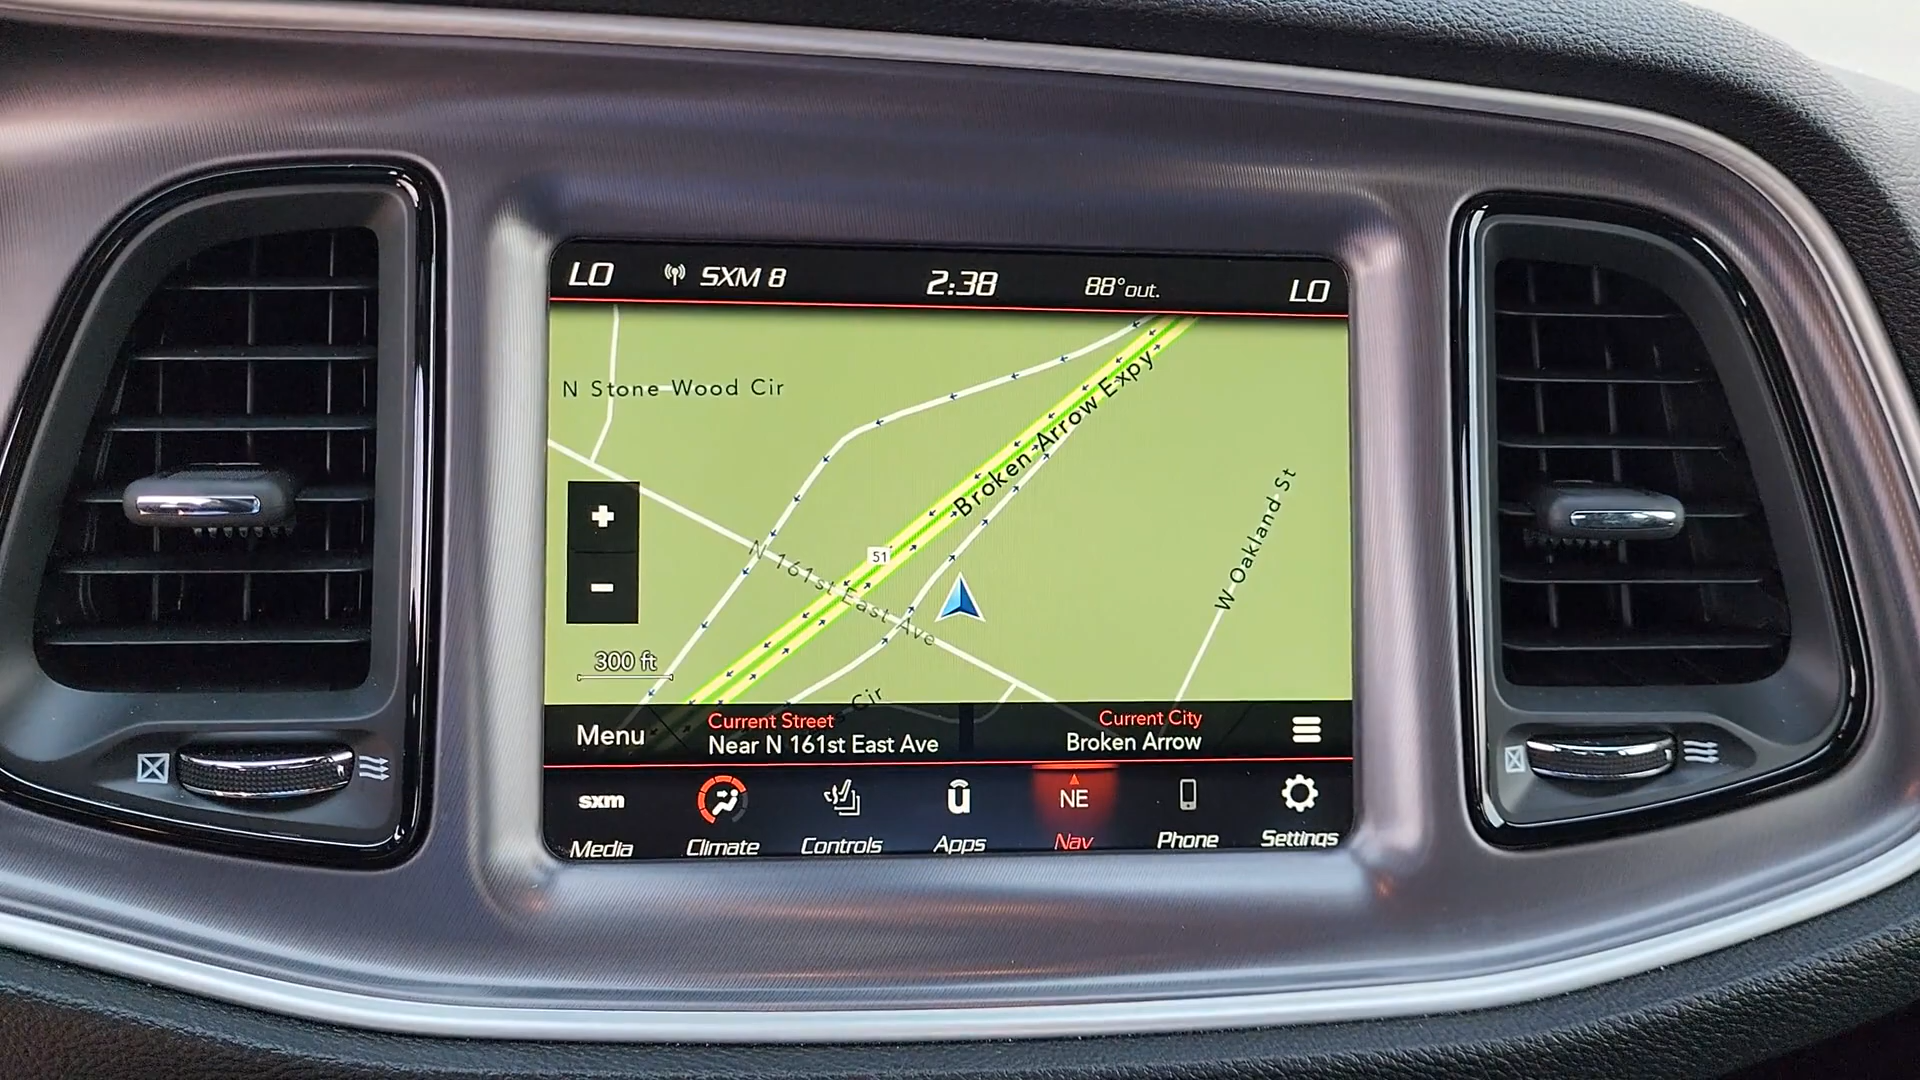 LO SXM 8 2:38 88°out. LO
N Stone Wood Cir
Broken Arrow Expy
51
N 161st East Ave
W Oakland St
+
-
300 ft
Cir
Menu
Current Street
Near N 161st East Ave
Current City
Broken Arrow
sxm
Media
Climate
Controls
u
Apps
NE
Nav
Phone
Settings